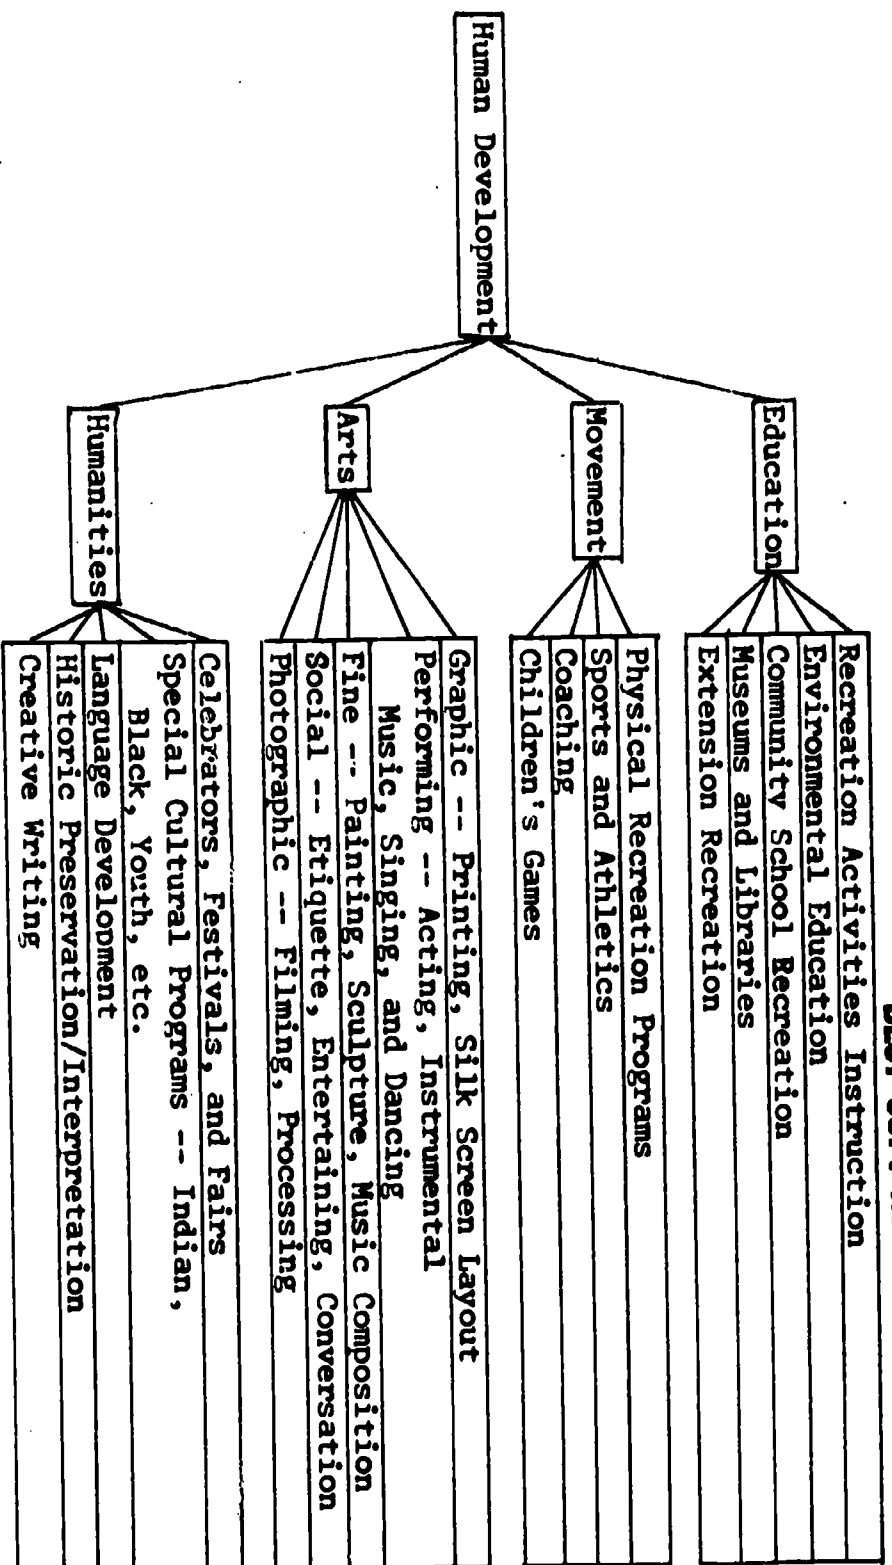 Human Development
Education
Recreation Activities Instruction
Environmental Education
Community School Recreation
Museums and Libraries
Extension Recreation
Movement
Physical Recreation Programs
Sports and Athletics
Coaching
Children's Games
Arts
Graphic -- Printing, Silk Screen Layout
Performing -- Acting, Instrumental
Music, Singing, and Dancing
Fine -- Painting, Sculpture, Music Composition
Social -- Etiquette, Entertaining, Conversation
Photographic -- Filming, Processing
Humanities
Celebrators, Festivals, and Fairs
Special Cultural Programs -- Indian,
Black, Youth, etc.
Language Development
Historic Preservation/Interpretation
Creative Writing